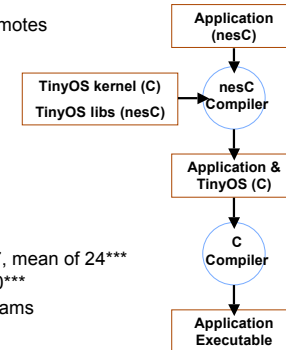 motes
Application
(nesC)
TinyOS kernel (C)
TinyOS libs (nesC)
nesC
Compiler
Application &
TinyOS (C)
C
Compiler
, mean of 24***
0***
ams
Application
Executable